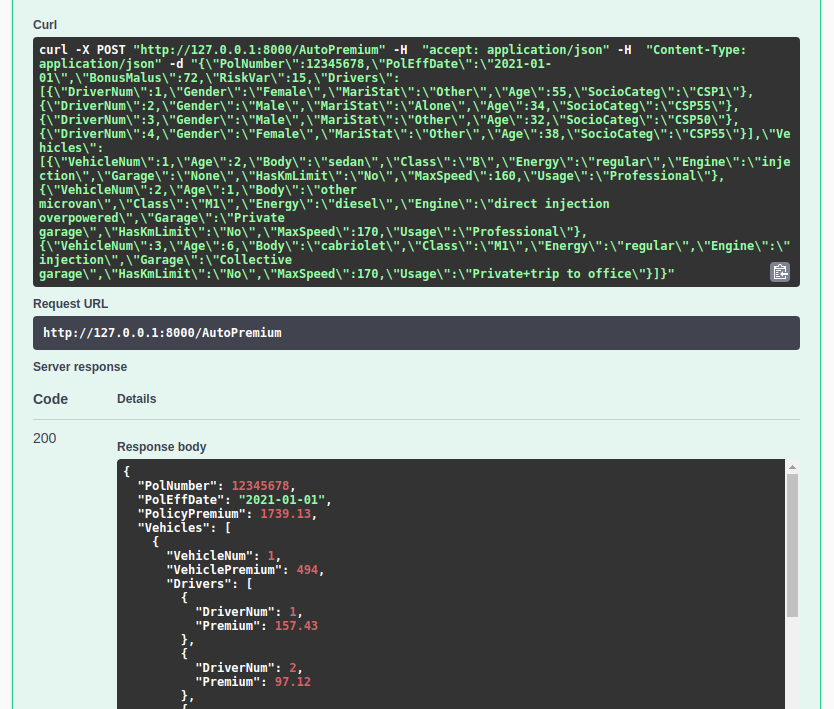 Curl
curl -X POST "http://127.0.0.1:8000/AutoPremium" -H  "accept: application/json" -H  "Content-Type:
application/json" -d "{\"PolNumber\":12345678,\"PolEffDate\":\"2021-01-
01\",\"BonusMalus\":72,\"RiskVar\":15,\"Drivers\":
[{\"DriverNum\":1,\"Gender\":\"Female\",\"MariStat\":\"Other\",\"Age\":55,\"SocioCateg\":\"CSP1\"},
{\"DriverNum\":2,\"Gender\":\"Male\",\"MariStat\":\"Alone\",\"Age\":34,\"SocioCateg\":\"CSP55\"},
{\"DriverNum\":3,\"Gender\":\"Male\",\"MariStat\":\"Other\",\"Age\":32,\"SocioCateg\":\"CSP50\"},
{\"DriverNum\":4,\"Gender\":\"Female\",\"MariStat\":\"Other\",\"Age\":38,\"SocioCateg\":\"CSP55\"}],\"Ve
hicles\":
[{\"VehicleNum\":1,\"Age\":2,\"Body\":\"sedan\",\"Class\":\"B\",\"Energy\":\"regular\",\"Engine\":\"inje
ction\",\"Garage\":\"None\",\"HasKmLimit\":\"No\",\"MaxSpeed\":160,\"Usage\":\"Professional\"},
{\"VehicleNum\":2,\"Age\":1,\"Body\":\"other
microvan\",\"Class\":\"M1\",\"Energy\":\"diesel\",\"Engine\":\"direct injection
overpowered\",\"Garage\":\"Private
garage\",\"HasKmLimit\":\"No\",\"MaxSpeed\":170,\"Usage\":\"Professional\"},
{\"VehicleNum\":3,\"Age\":6,\"Body\":\"cabriolet\",\"Class\":\"M1\",\"Energy\":\"regular\",\"Engine\":\"
injection\",\"Garage\":\"Collective
garage\",\"HasKmLimit\":\"No\",\"MaxSpeed\":170,\"Usage\":\"Private+trip to office\"}]}"
Request URL
http://127.0.0.1:8000/AutoPremium
Server response
Code Details
200
Response body
{
"PolNumber": 12345678,
"PolEffDate": "2021-01-01",
"PolicyPremium": 1739.13,
"Vehicles": [
{
"VehicleNum": 1,
"VehiclePremium": 494,
"Drivers": [
{
"DriverNum": 1,
"Premium": 157.43
},
{
"DriverNum": 2,
"Premium": 97.12
},
{